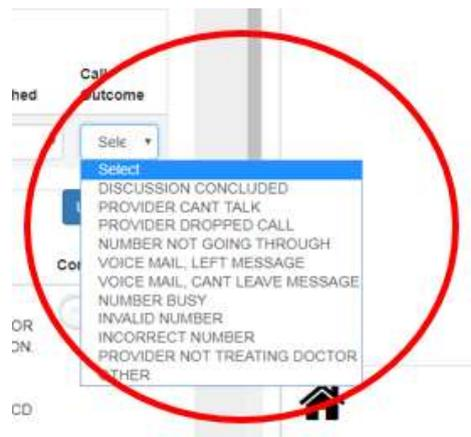 Call
hed Outcome
Sele
Select
DISCUSSION CONCLUDED
PROVIDER CANT TALK
PROVIDER DROPPED CALL
NUMBER NOT GOING THROUGH
VOICE MAIL, LEFT MESSAGE
VOICE MAIL, CANT LEAVE MESSAGE
NUMBER BUSY
INVALID NUMBER
INCORRECT NUMBER
PROVIDER NOT TREATING DOCTOR
OTHER
Co
OR
ON.
CD